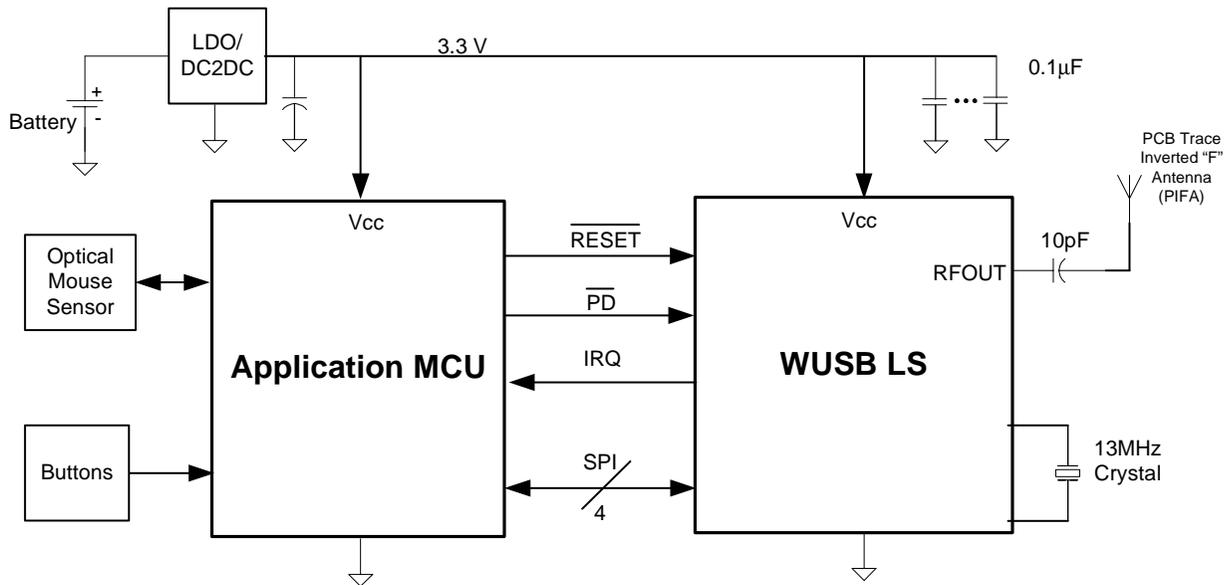 LDO/
DC2DC
3.3 V
0.1µF
+
-
Battery
PCB Trace
Inverted “F”
Antenna
(PIFA)
Vcc
Vcc
RESET
10pF
Optical
Mouse
Sensor
RFOUT
PD
Application MCU
IRQ
WUSB LS
Buttons
SPI
4
13MHz
Crystal